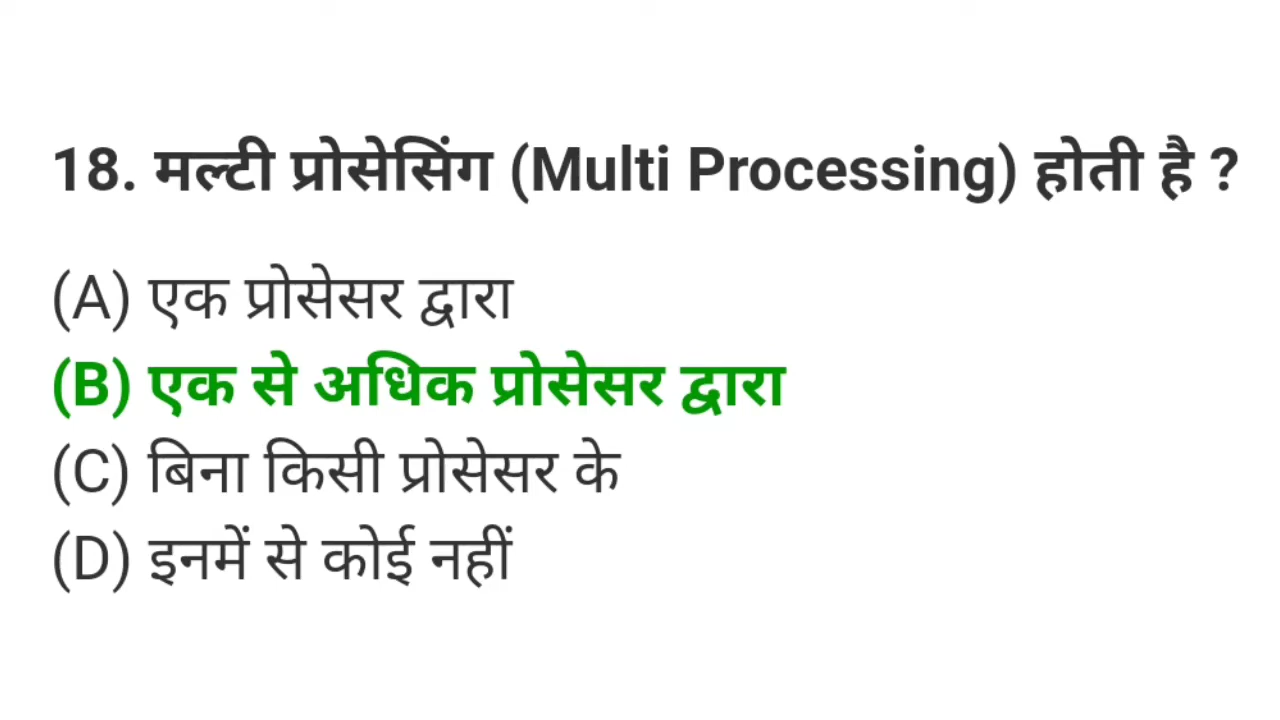 18. मल्टी प्रोसेसिंग (Multi Processing) होती है ?
(A) एक प्रोसेसर द्वारा
(B) एक से अधिक प्रोसेसर द्वारा
(C) बिना किसी प्रोसेसर के
(D) इनमें से कोई नहीं